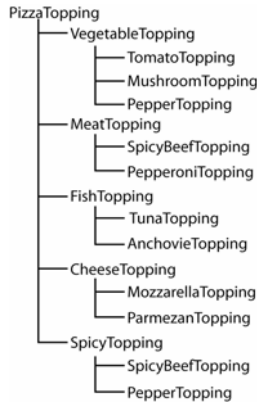 PizzaTopping
VegetableTopping
TomatoTopping
MushroomTopping
PepperTopping
MeatTopping
SpicyBeefTopping
PepperoniTopping
FishTopping
TunaTopping
AnchovieTopping
CheeseTopping
MozzarellaTopping
ParmezanTopping
SpicyTopping
SpicyBeefTopping
PepperTopping